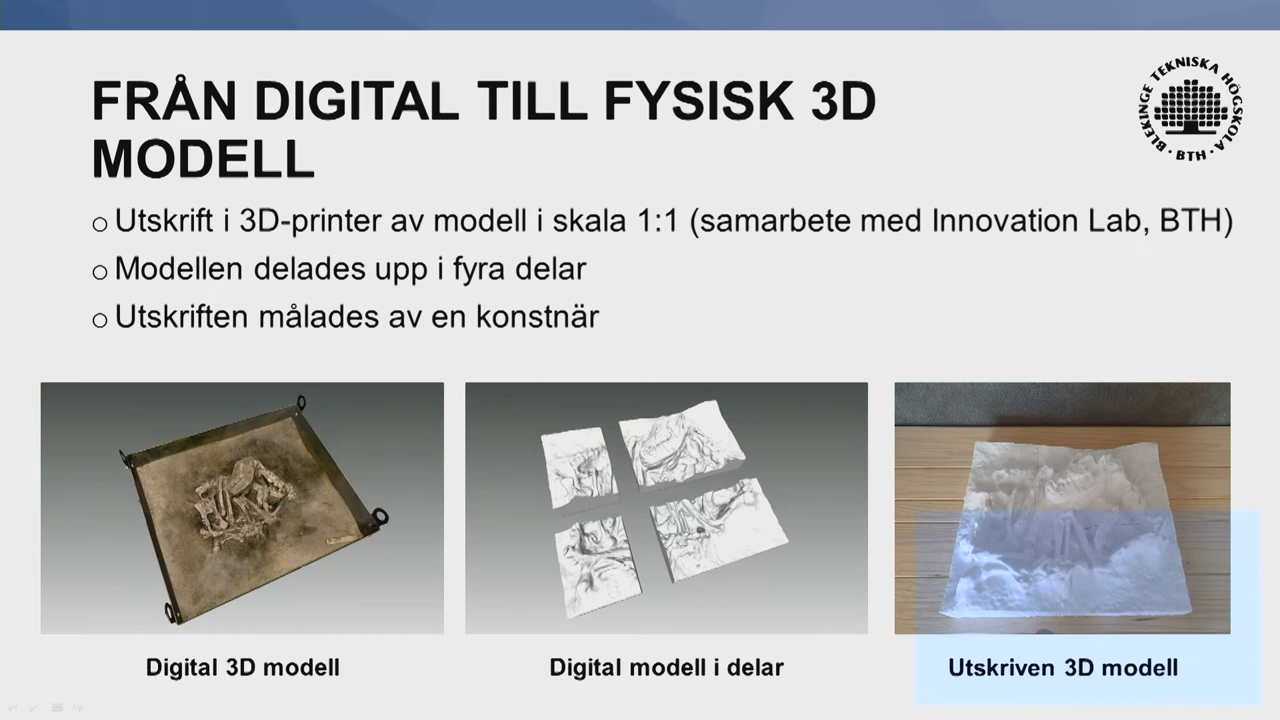 FRÅN DIGITAL TILL FYSISK 3D
MODELL
BLEKINGE TEKNISKA HÖGSKOLA · BTH ·
o Utskrift i 3D-printer av modell i skala 1:1 (samarbete med Innovation Lab, BTH)
o Modellen delades upp i fyra delar
o Utskriften målades av en konstnär
Digital 3D modell
Digital modell i delar
Utskriven 3D modell